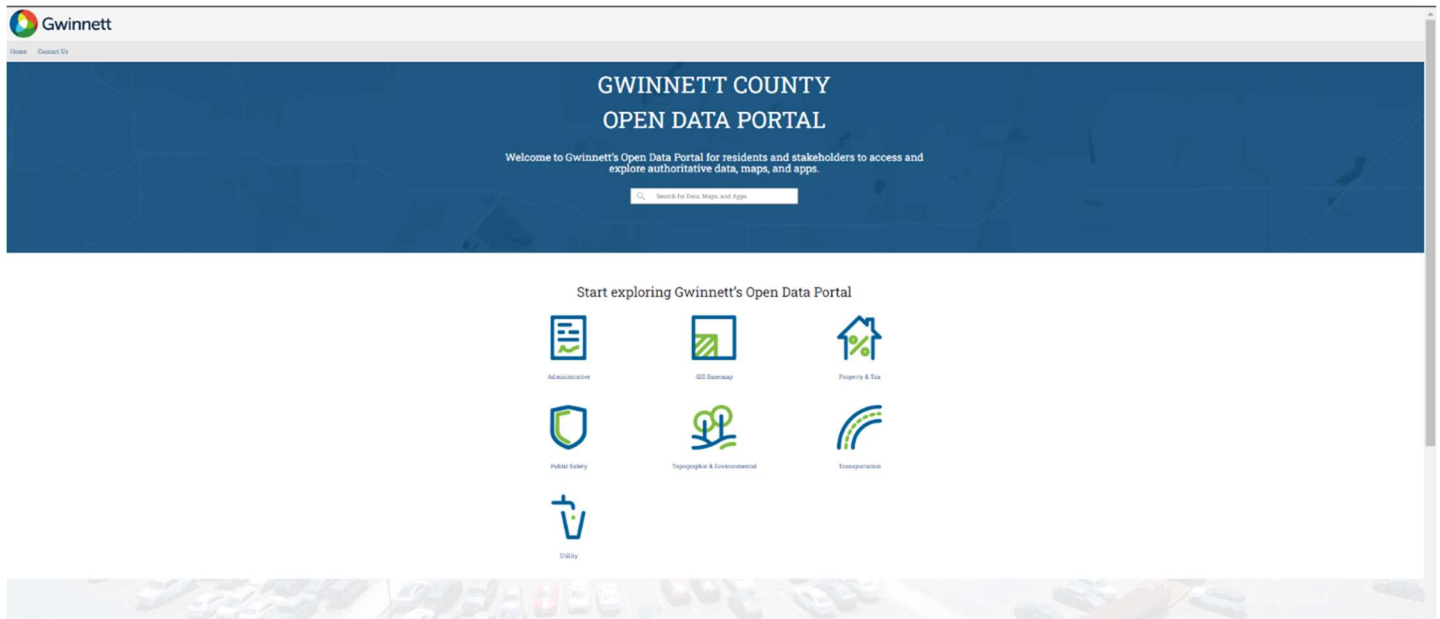 Gwinnett
Home Contact Us
GWINNETT COUNTY
OPEN DATA PORTAL
Welcome to Gwinnett's Open Data Portal for residents and stakeholders to access and
explore authoritative data, maps, and apps.
Search for Data, Maps, and Apps
Start exploring Gwinnett's Open Data Portal
Administrative GIS Basemap Property & Tax
Public Safety Topographic & Environmental Transportation
Utility